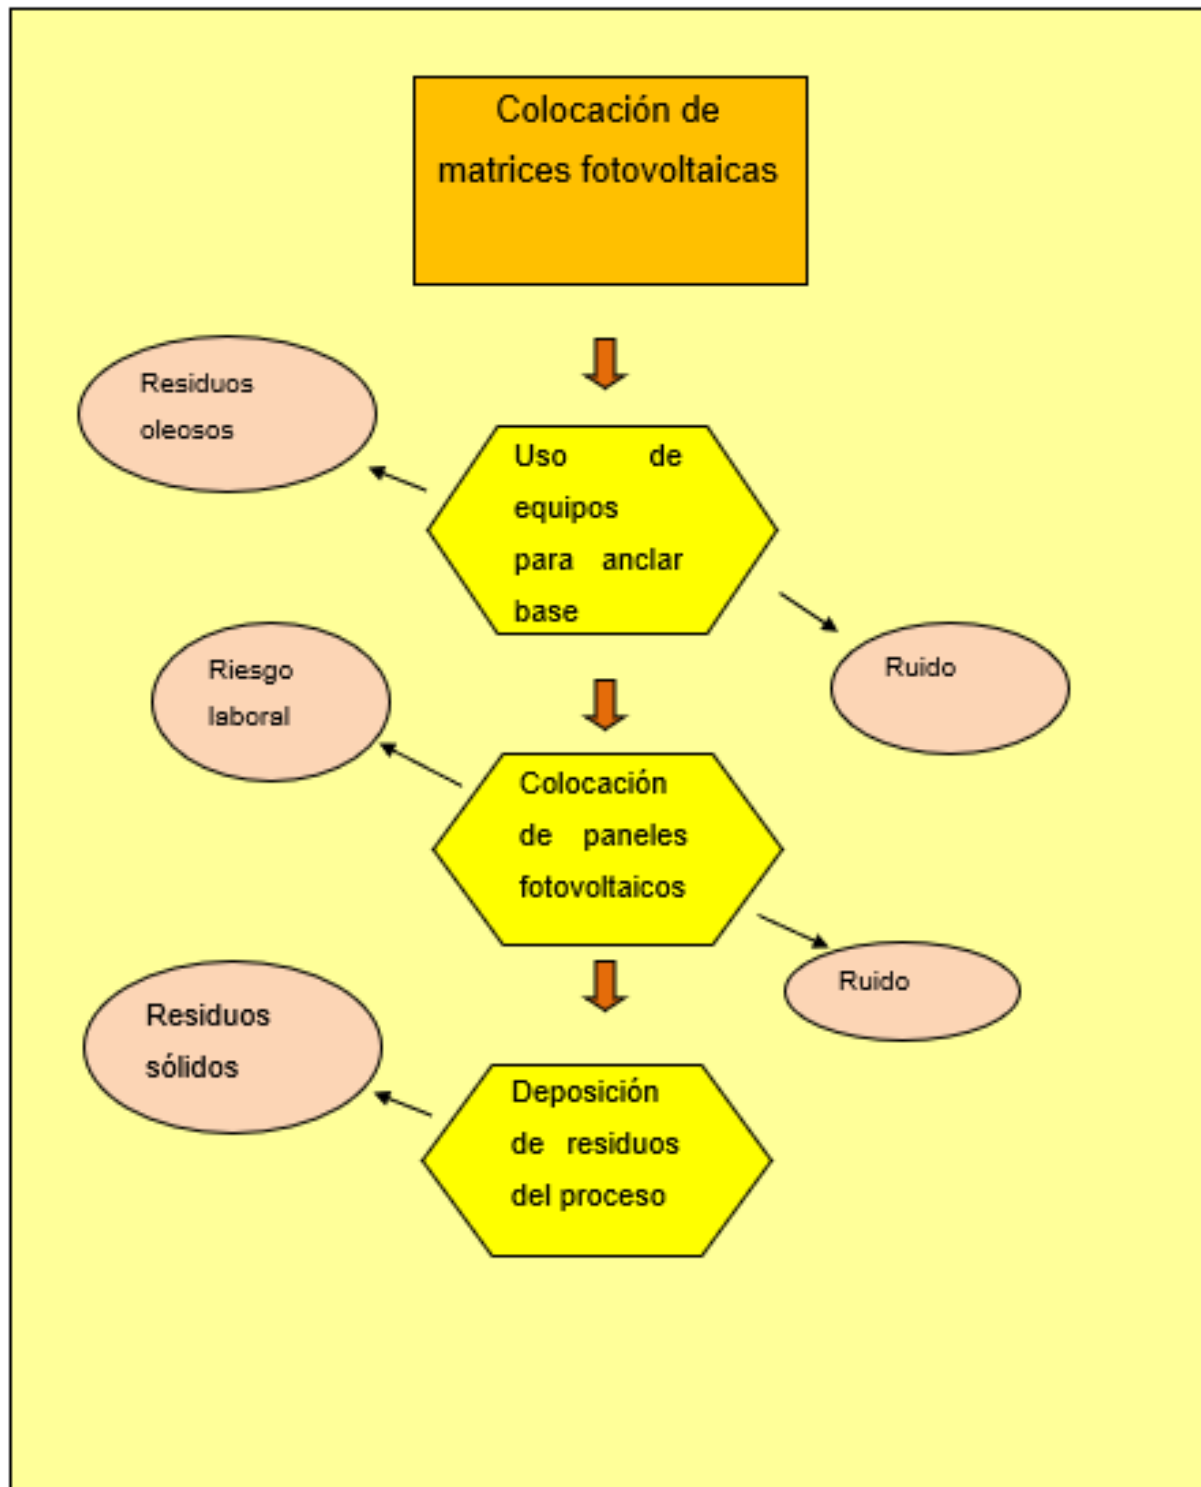 Colocación de
matrices fotovoltaicas
Residuos
oleosos
Uso de
equipos
para anclar
base
Riesgo
laboral
Ruido
Colocación
de paneles
fotovoltaicos
Ruido
Residuos
sólidos
Deposición
de residuos
del proceso